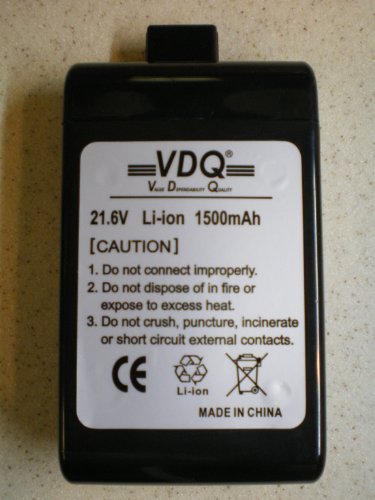 VDQ®
Value Dependability Quality
21.6V Li-ion 1500mAh
[CAUTION]
1. Do not connect improperly.
2. Do not dispose of in fire or
expose to excess heat.
3. Do not crush, puncture, incinerate
or short circuit external contacts.
CE
Li-ion
MADE IN CHINA